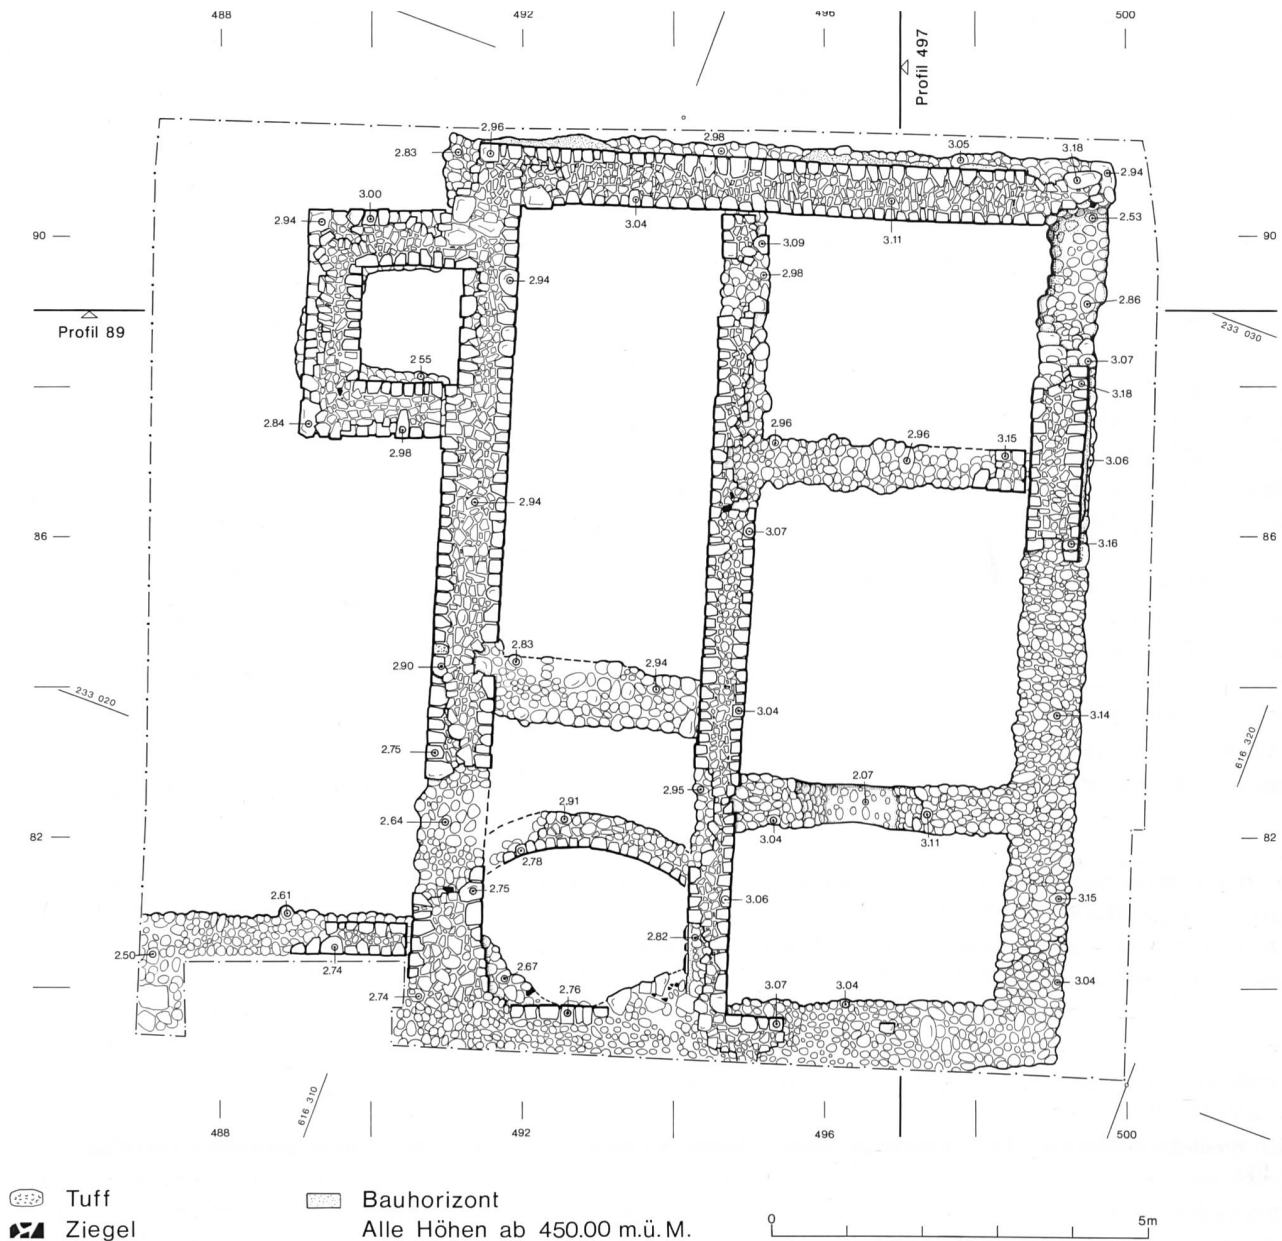 488 492 496 500
Profil 497
2.96 2.98 3.05 3.18
2.83 2.94
3.00
2.94 3.04 3.11 2.53
90 90
3.09
2.98
2.94
2.86
Profil 89
233 030
2.55 3.07
3.18
2.84 2.98
2.96 2.96 3.15
3.06
2.94
86 3.07 3.16 86
2.83 2.94
2.90
233 020
3.04 3.14
616 320
2.75
2.95 2.07
2.91
82 2.64 3.04 3.11 82
2.78
2.75
3.06 3.15
2.61
2.82
2.50 2.74 2.67 3.04
2.74 2.76 3.07 3.04
616 310
488 492 496 500
Tuff
Ziegel
Bauhorizont
Alle Höhen ab 450.00 m.ü.M.
0 5m